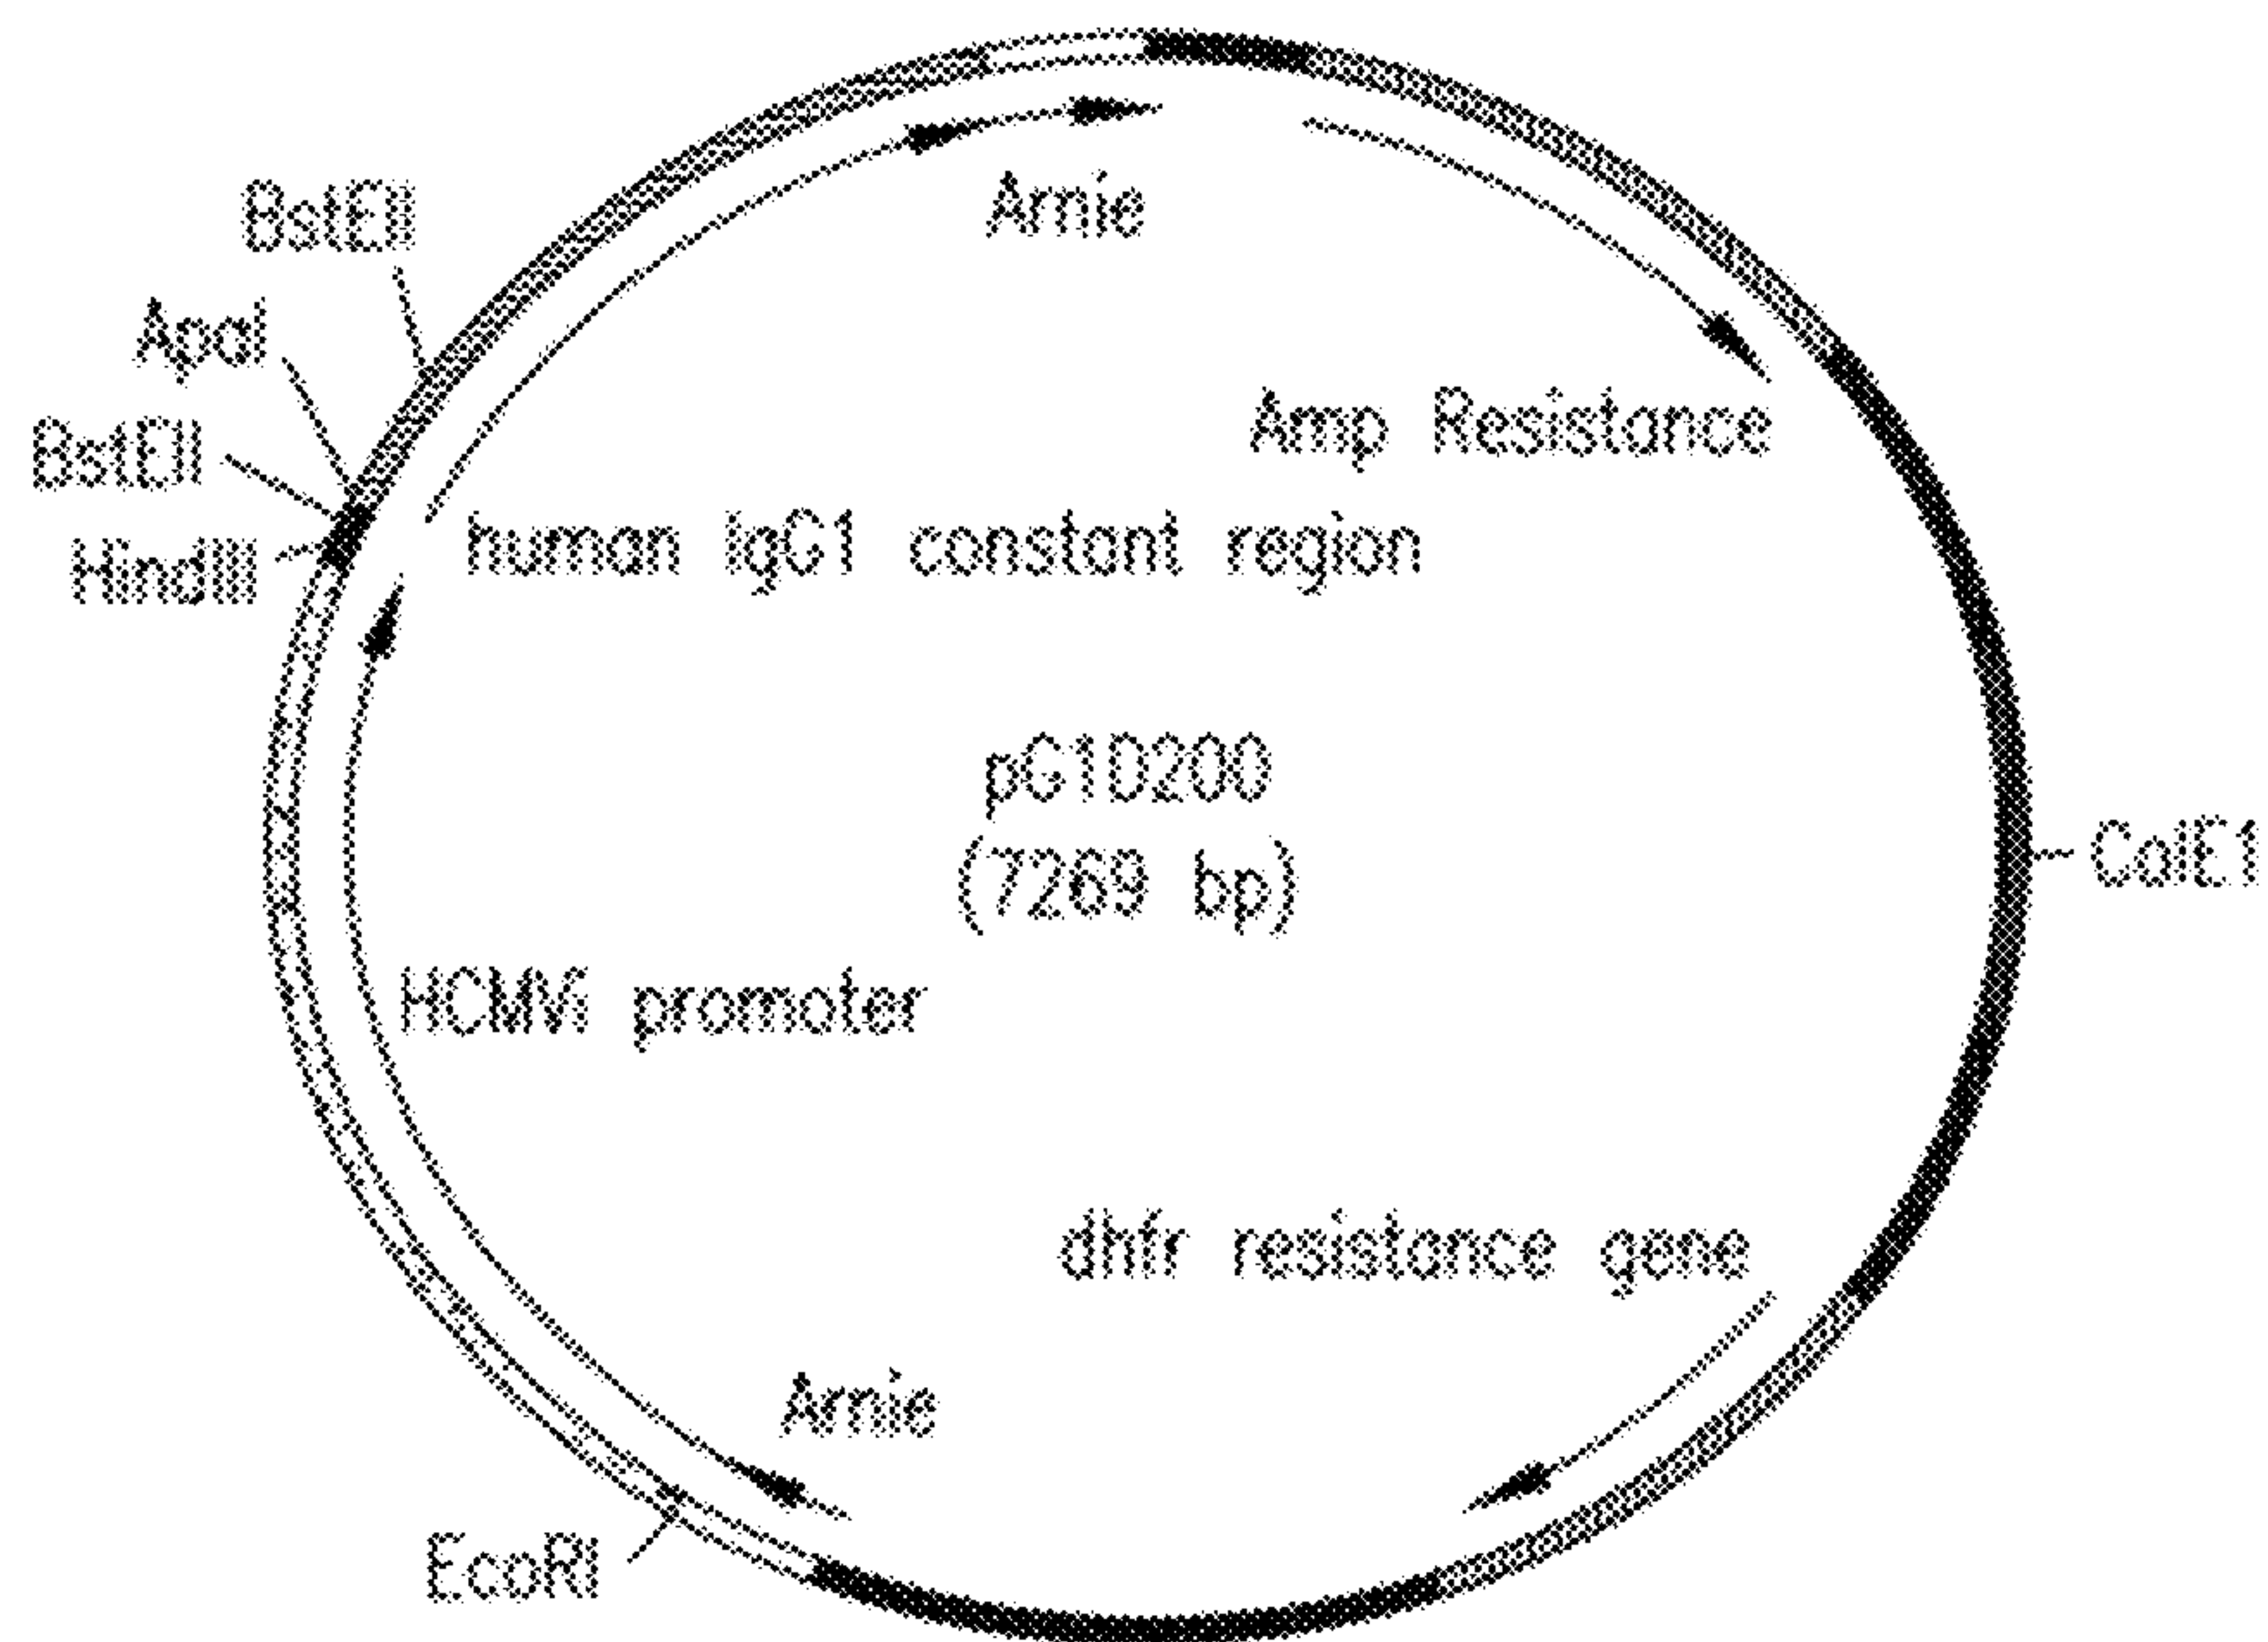 BstEII
Arnie
ApaI
Amp Resistance
BstEII
human IgG1 constant region
HindIII
pG1D200
(7269 bp)
ColE1
HCMVi promoter
dhfr resistance gene
Arnie
EcoRI